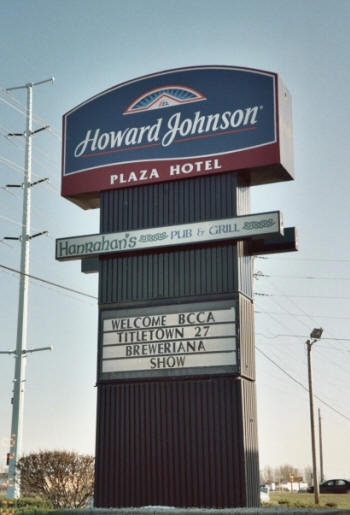 Howard Johnson
PLAZA HOTEL
HANRAHAN'S PUB & GRILL
WELCOME BCCA
TITLETOWN 27
BREWERIANA
SHOW